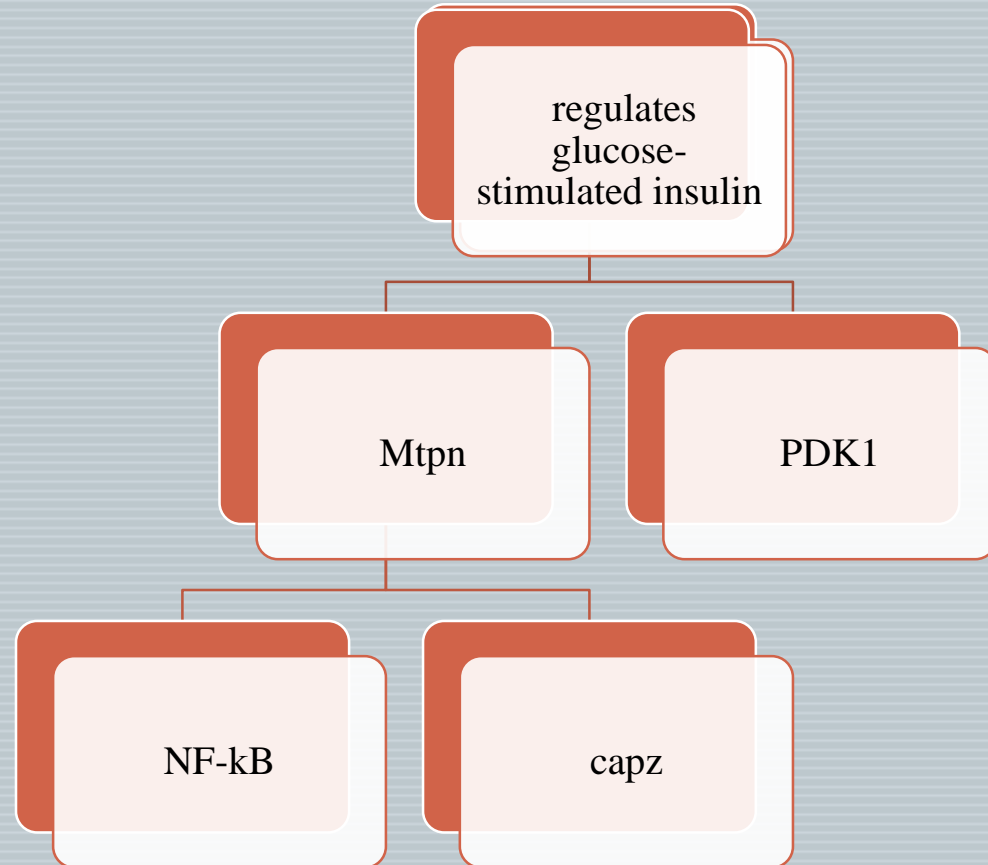 regulates
glucose-
stimulated insulin
Mtpn
PDK1
NF-kB
capz